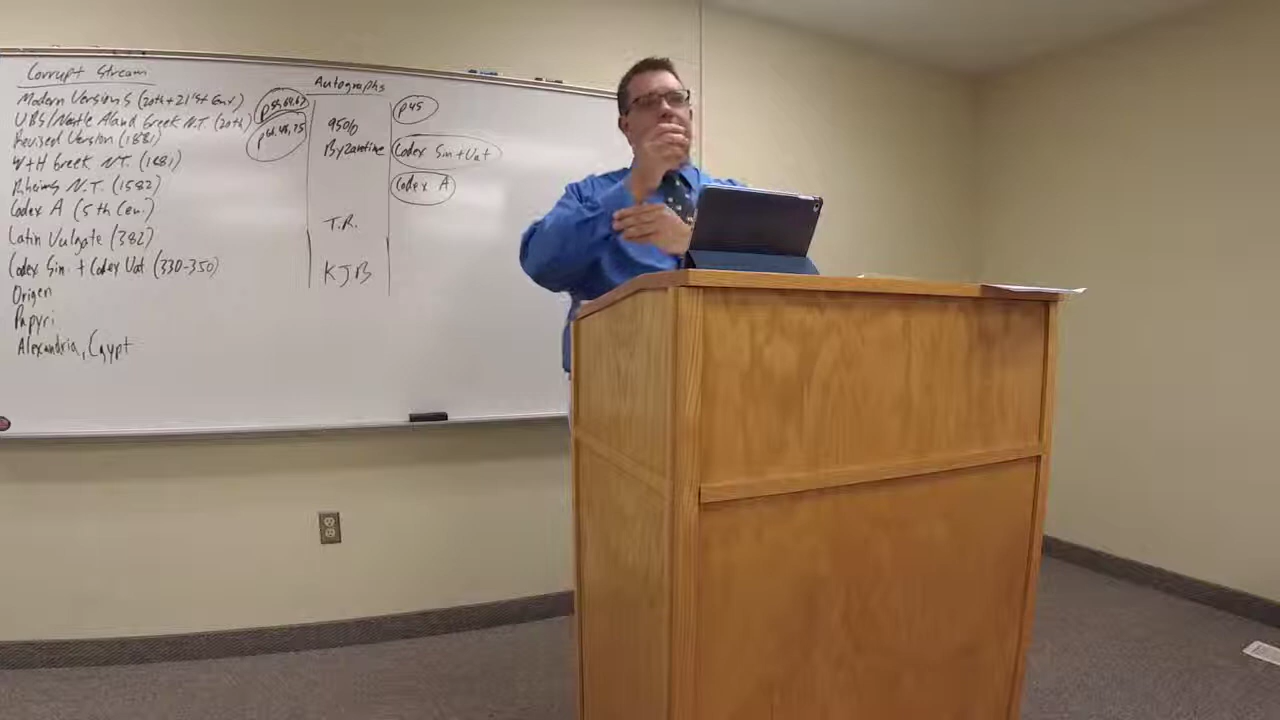 Corrupt Stream
Modern Versions (20th + 21st Cen.)
UBS/Nestle Aland Greek N.T. (20th)
Revised Version (1881)
W+H Greek N.T. (1881)
Rheims N.T. (1582)
Codex A (5th Cen.)
Latin Vulgate (382)
Codex Sin. + Codex Vat (330-350)
Origen
Papyri
Alexandria, Egypt
Autographs
95%
Byzantine
T.R.
KJB
P45
Codex Sin + Vat
Codex A